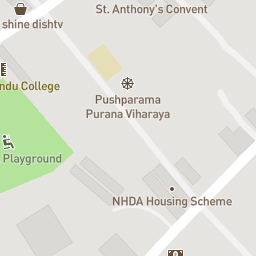 St. Anthony's Convent
shine dishtv
ndu College
Pushparama
Purana Viharaya
Playground
NHDA Housing Scheme